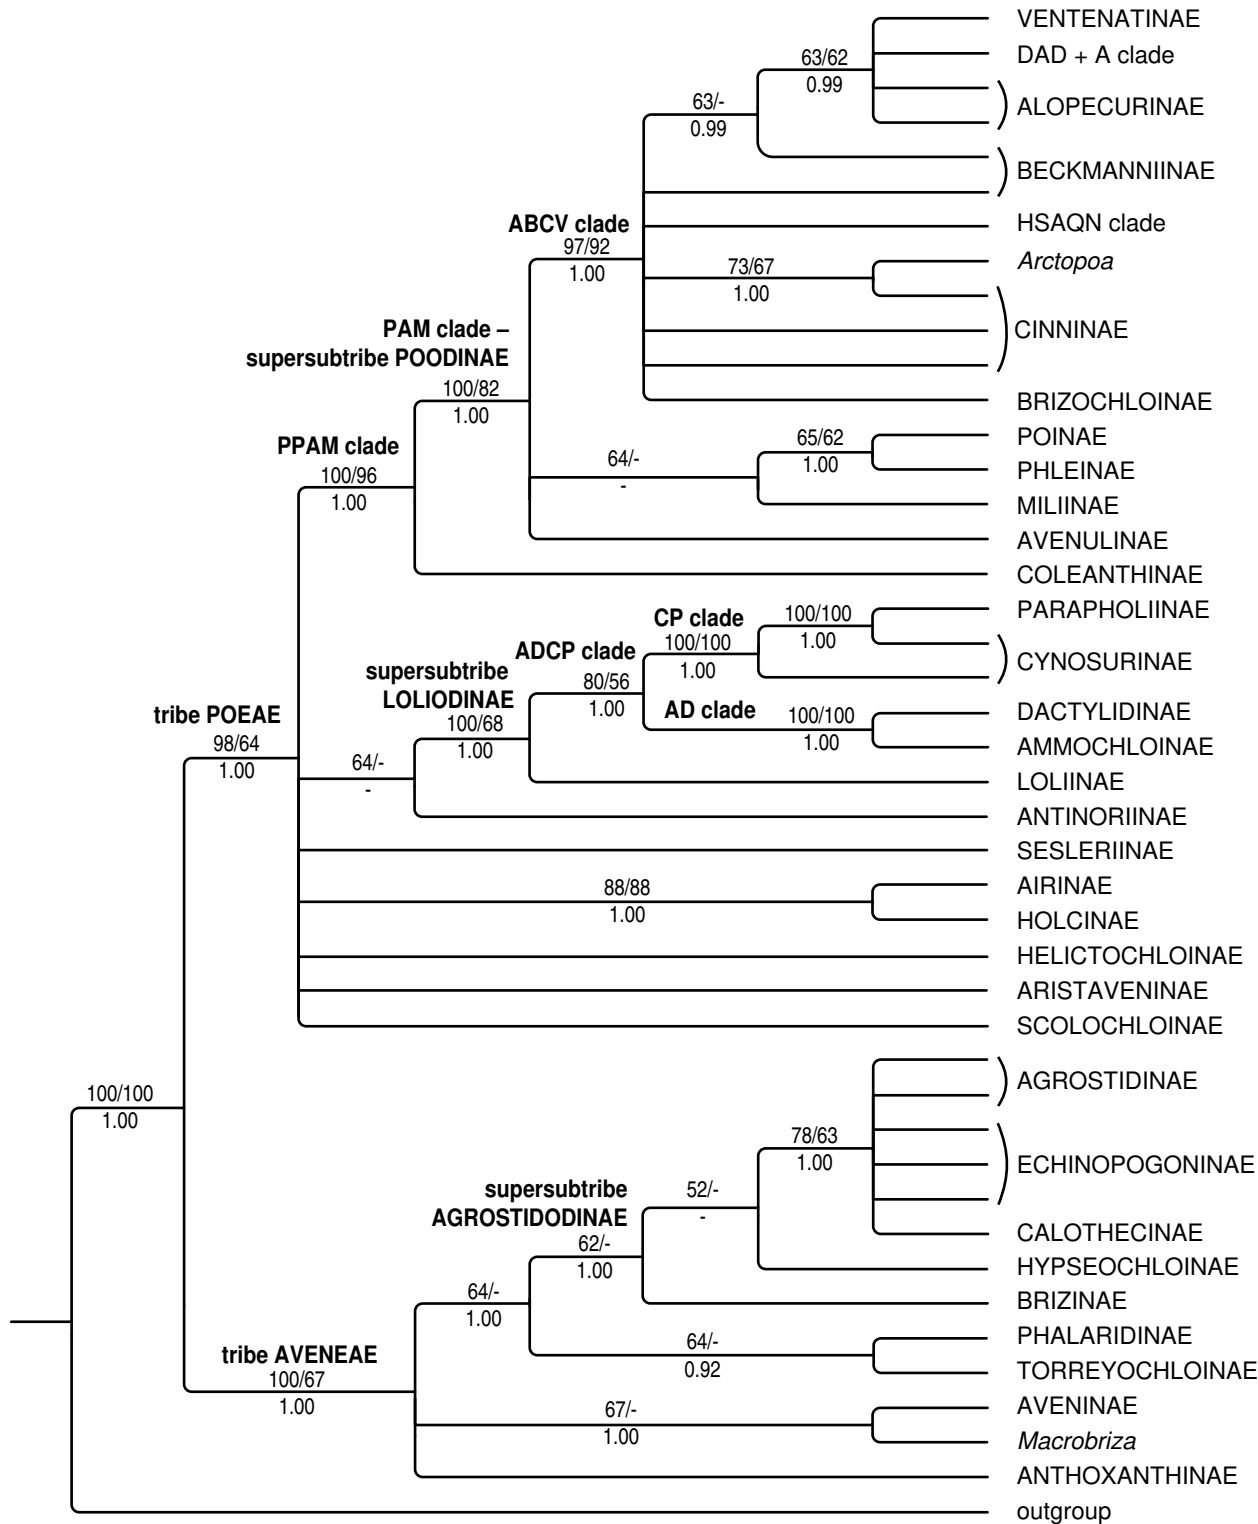 VENTENATINAE
63/62
DAD + A clade
0.99
63/-
ALOPECURINAE
0.99
BECKMANNIINAE
ABCV clade
HSAQN clade
97/92
1.00
73/67
Arctopoa
1.00
PAM clade –
CINNINAE
supersubtribe POODINAE
100/82
1.00
BRIZOCHLOINAE
PPAM clade
65/62
POINAE
64/-
1.00
PHLEINAE
100/96
-
1.00
MILIINAE
AVENULINAE
COLEANTHINAE
CP clade
100/100
PARAPHOLIINAE
ADCP clade
100/100
1.00
supersubtribe
1.00
CYNOSURINAE
LOLIODINAE
80/56
1.00
AD clade
100/100
DACTYLIDINAE
tribe POEAE
100/68
1.00
1.00
AMMOCHLOINAE
98/64
1.00
64/-
LOLIINAE
-
ANTINORIINAE
SESLERIINAE
88/88
AIRINAE
1.00
HOLCINAE
HELICTOCHLOINAE
ARISTAVENINAE
SCOLOCHLOINAE
100/100
AGROSTIDINAE
1.00
78/63
1.00
ECHINOPOGONINAE
supersubtribe
52/-
AGROSTIDODINAE
-
CALOTHECINAE
62/-
1.00
HYPSEOCHLOINAE
64/-
BRIZINAE
1.00
64/-
PHALARIDINAE
tribe AVENEAE
0.92
TORREYOCHLOINAE
100/67
1.00
67/-
AVENINAE
1.00
Macrobriza
ANTHOXANTHINAE
outgroup